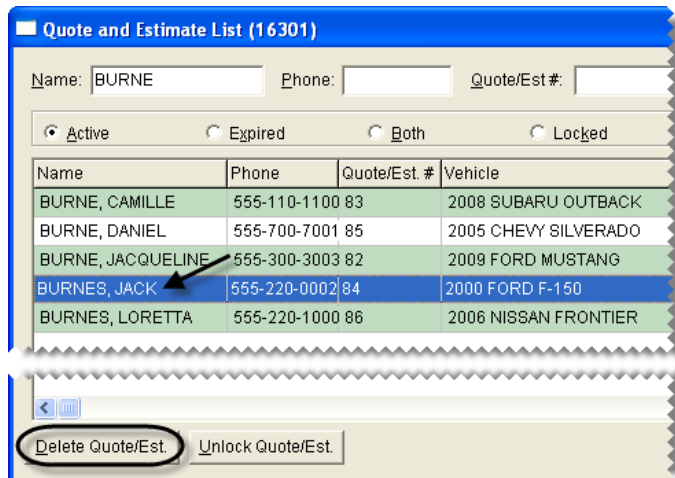 Quote and Estimate List (16301)
Name: BURNE Phone: Quote/Est #:
Active Expired Both Locked
Name Phone Quote/Est. # Vehicle
BURNE, CAMILLE 555-110-1100 83 2008 SUBARU OUTBACK
BURNE, DANIEL 555-700-7001 85 2005 CHEVY SILVERADO
BURNE, JACQUELINE 555-300-3003 82 2009 FORD MUSTANG
BURNES, JACK 555-220-0002 84 2000 FORD F-150
BURNES, LORETTA 555-220-1000 86 2006 NISSAN FRONTIER
Delete Quote/Est. Unlock Quote/Est.